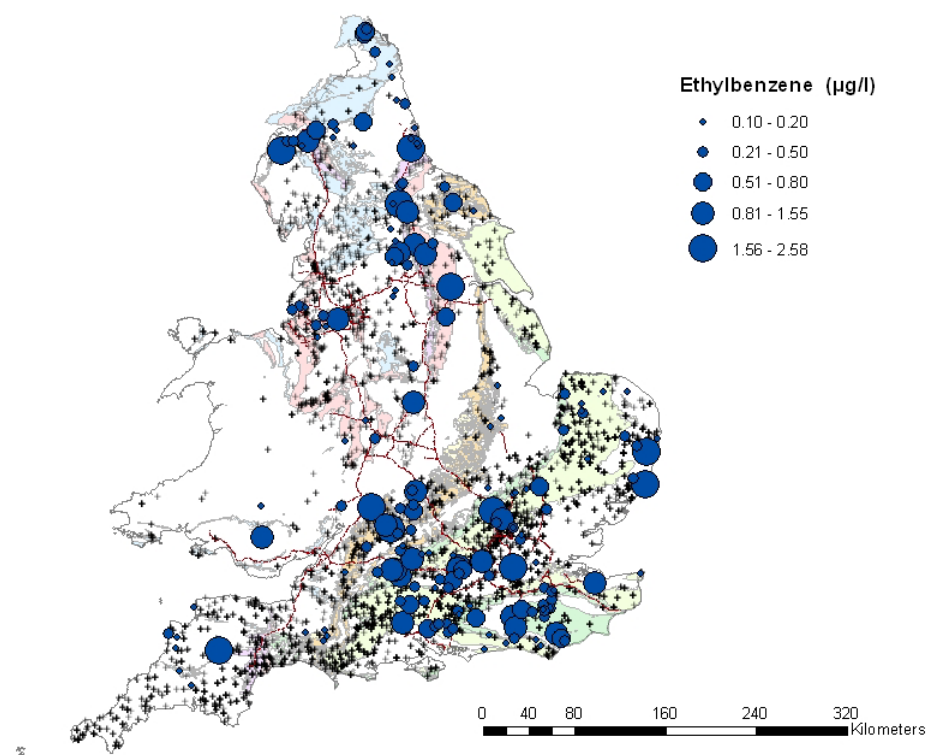 Ethylbenzene (µg/l)
0.10 - 0.20
0.21 - 0.50
0.51 - 0.80
0.81 - 1.55
1.56 - 2.58
0 40 80 160 240 320
Kilometers